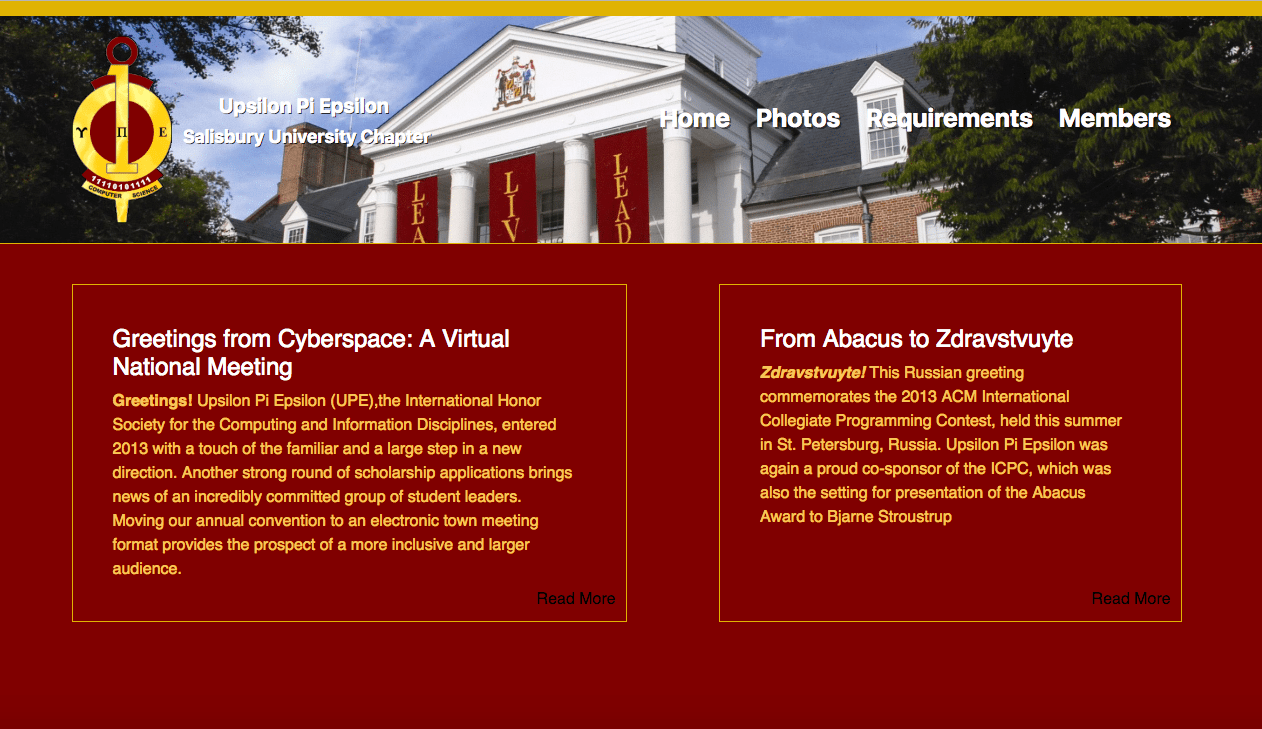 Upsilon Pi Epsilon
Salisbury University Chapter
Home Photos Requirements Members
ϒ Π Ε
11110101111
COMPUTER SCIENCE
LEA
LIV
LEAD
Greetings from Cyberspace: A Virtual
National Meeting
Greetings! Upsilon Pi Epsilon (UPE),the International Honor
Society for the Computing and Information Disciplines, entered
2013 with a touch of the familiar and a large step in a new
direction. Another strong round of scholarship applications brings
news of an incredibly committed group of student leaders.
Moving our annual convention to an electronic town meeting
format provides the prospect of a more inclusive and larger
audience.
Read More
From Abacus to Zdravstvuyte
Zdravstvuyte! This Russian greeting
commemorates the 2013 ACM International
Collegiate Programming Contest, held this summer
in St. Petersburg, Russia. Upsilon Pi Epsilon was
again a proud co-sponsor of the ICPC, which was
also the setting for presentation of the Abacus
Award to Bjarne Stroustrup
Read More